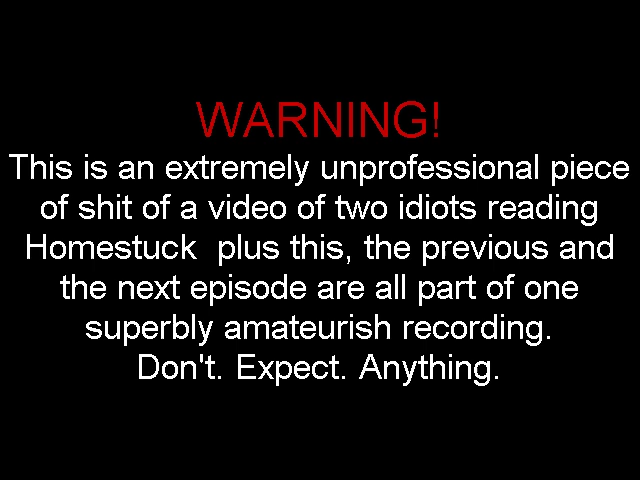 WARNING!
This is an extremely unprofessional piece
of shit of a video of two idiots reading
Homestuck  plus this, the previous and
the next episode are all part of one
superbly amateurish recording.
Don't. Expect. Anything.